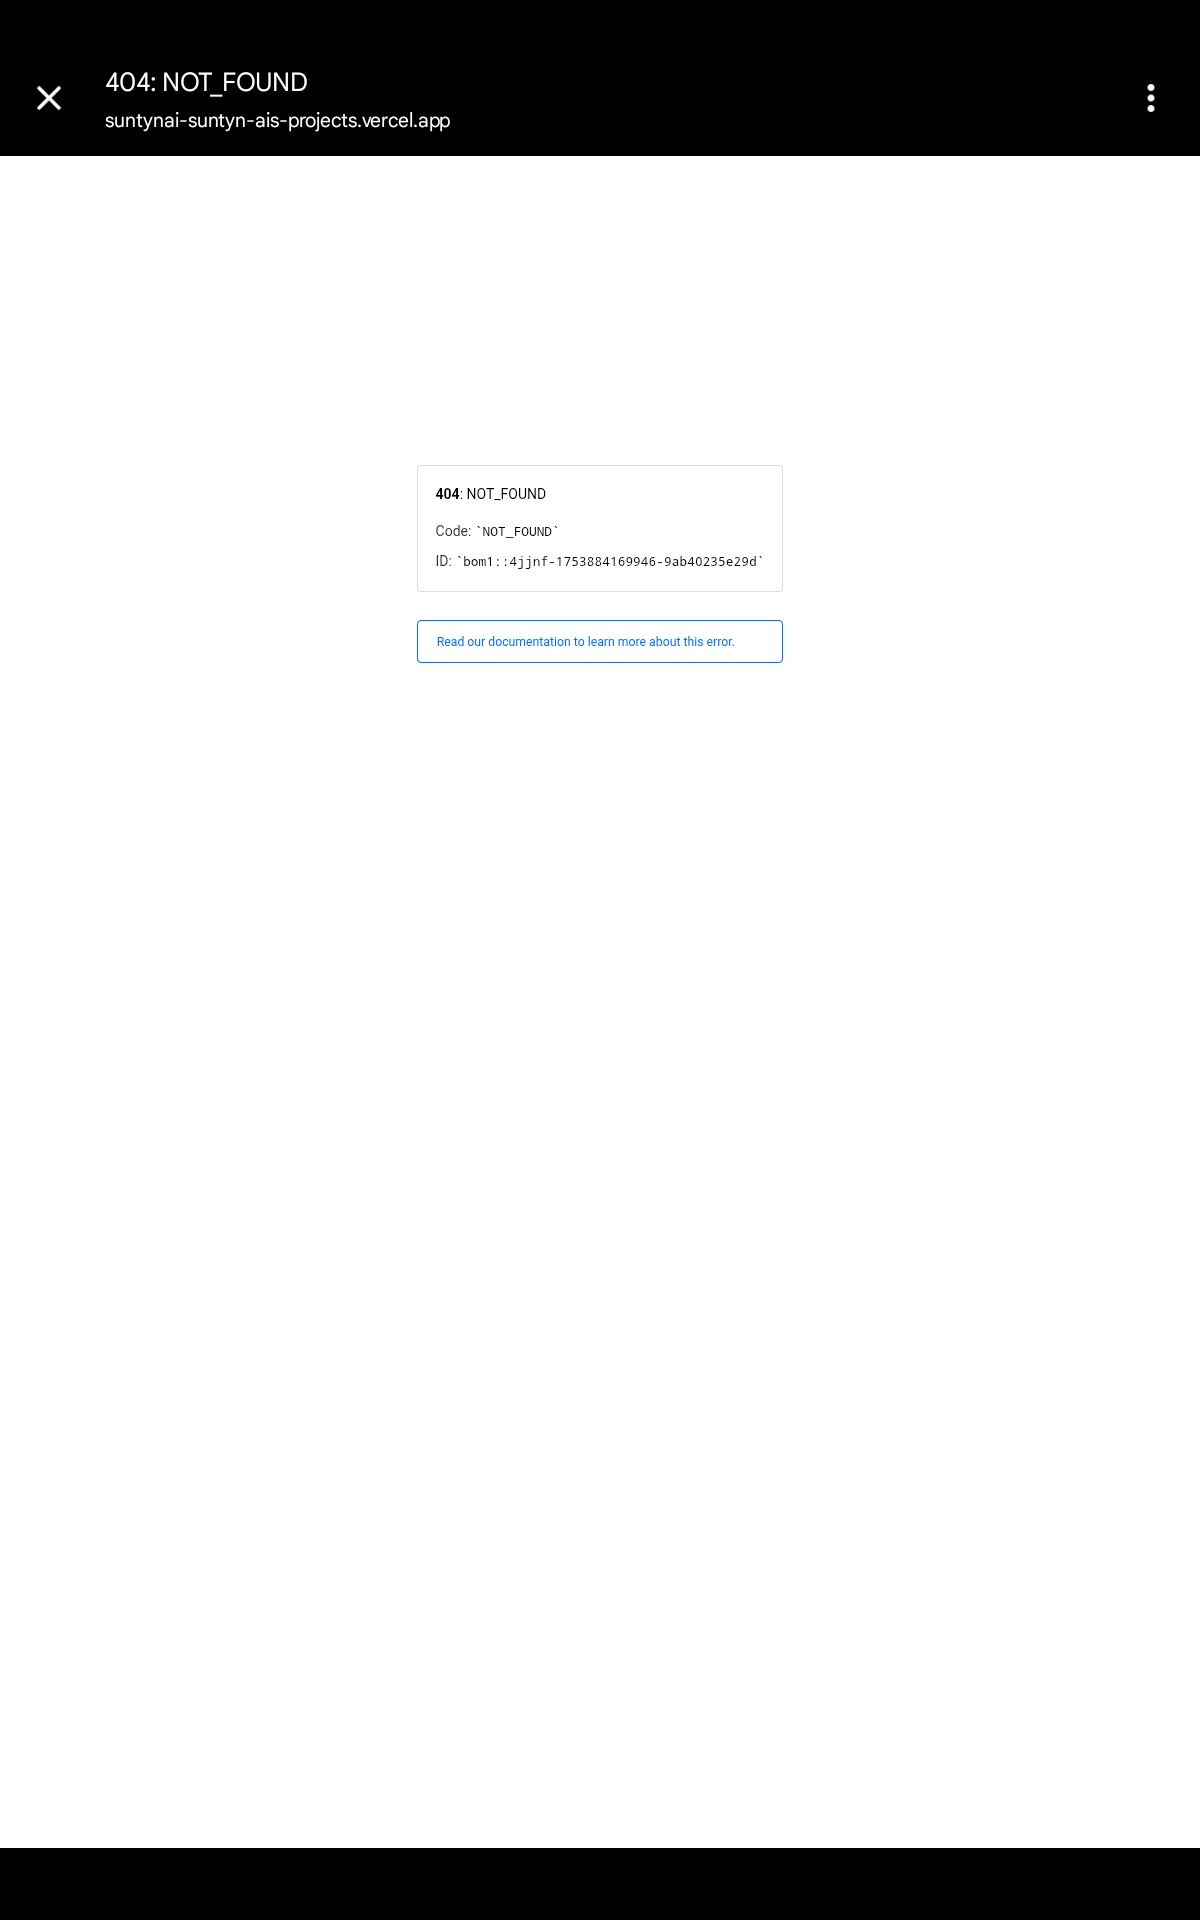 404: NOT_FOUND
suntynai-suntyn-ais-projects.vercel.app
404: NOT_FOUND
Code: `NOT_FOUND`
ID: `bom1::4jjnf-1753884169946-9ab40235e29d`
Read our documentation to learn more about this error.